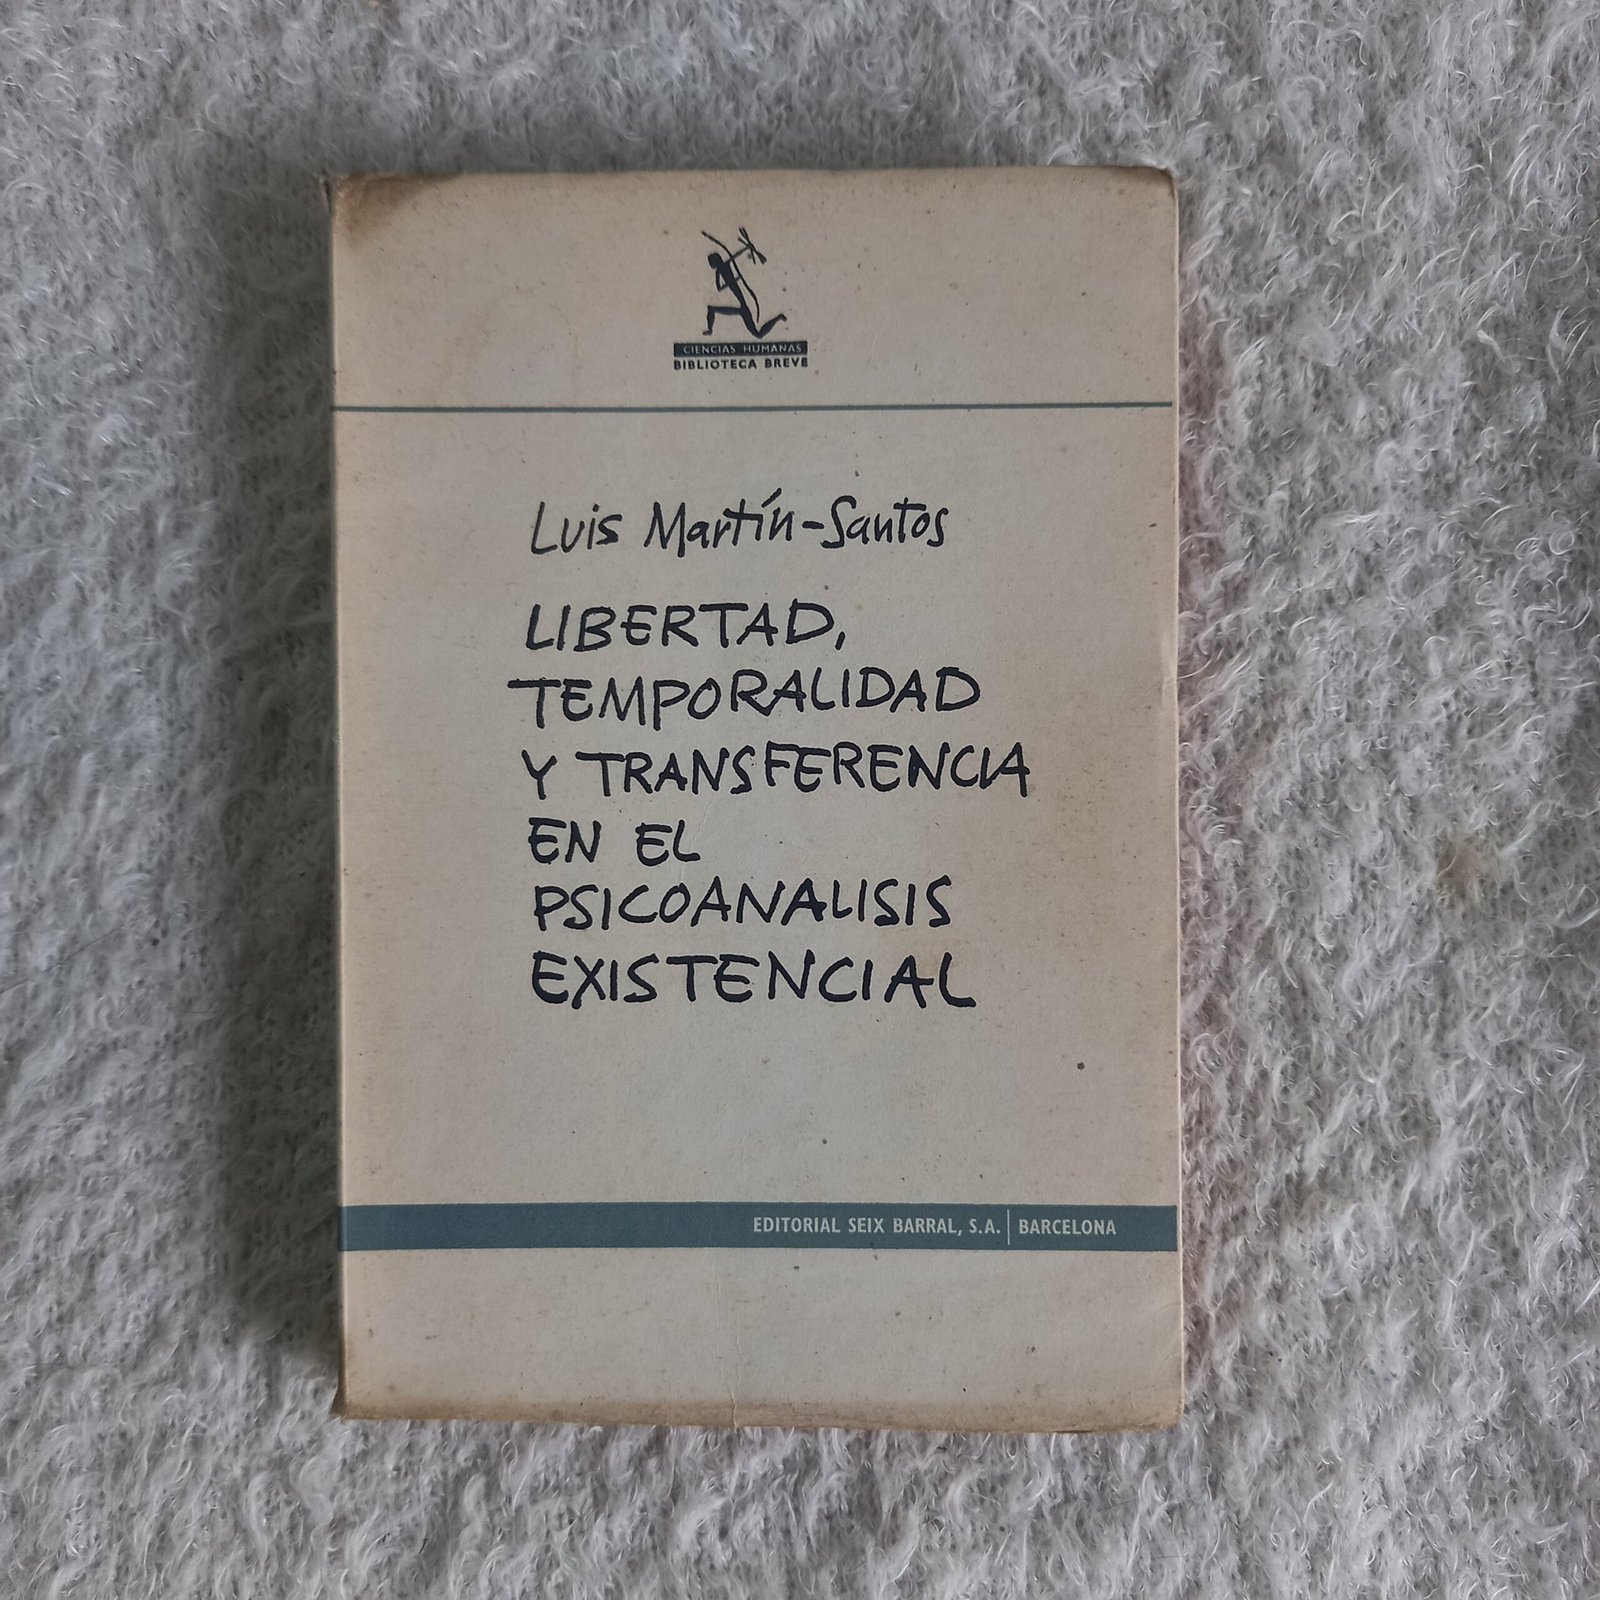 CIENCIAS HUMANAS
BIBLIOTECA BREVE
Luis Martín-Santos
LIBERTAD,
TEMPORALIDAD
Y TRANSFERENCIA
EN EL
PSICOANALISIS
EXISTENCIAL
EDITORIAL SEIX BARRAL, S.A. | BARCELONA